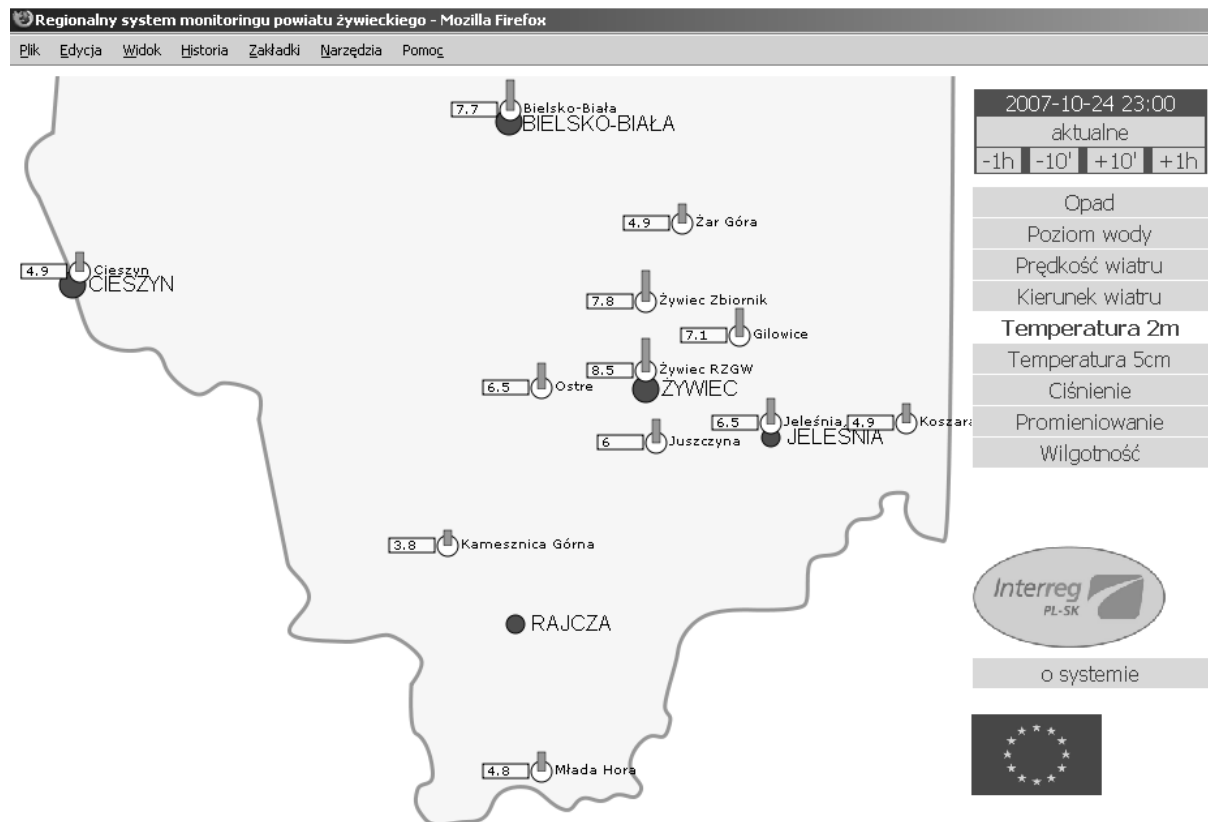 Regionalny system monitoringu powiatu żywieckiego - Mozilla Firefox
Plik Edycja Widok Historia Zakładki Narzędzia Pomoc
7.7 Bielsko-Biała
BIELSKO-BIAŁA
4.9 Żar Góra
4.9 Cieszyn
CIESZYN
7.8 Żywiec Zbiornik
7.1 Gilowice
8.5 Żywiec RZGW
ŻYWIEC
6.5 Ostre
6.5 Jeleśnia
JELEŚNIA
4.9 Koszara
6 Juszczyna
3.8 Kamesznica Górna
RAJCZA
4.8 Młada Hora
2007-10-24 23:00
aktualne
-1h -10' +10' +1h
Opad
Poziom wody
Prędkość wiatru
Kierunek wiatru
Temperatura 2m
Temperatura 5cm
Ciśnienie
Promieniowanie
Wilgotność
Interreg
PL-SK
o systemie